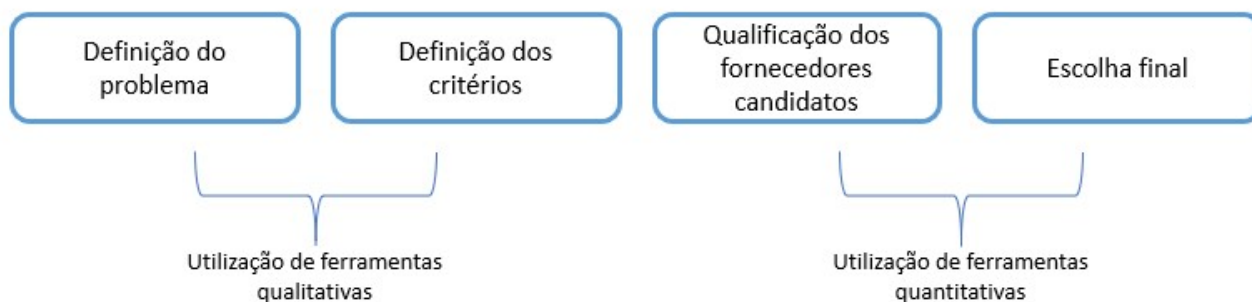 Definição do
problema
Definição dos
critérios
Qualificação dos
fornecedores
candidatos
Escolha final
Utilização de ferramentas
qualitativas
Utilização de ferramentas
quantitativas